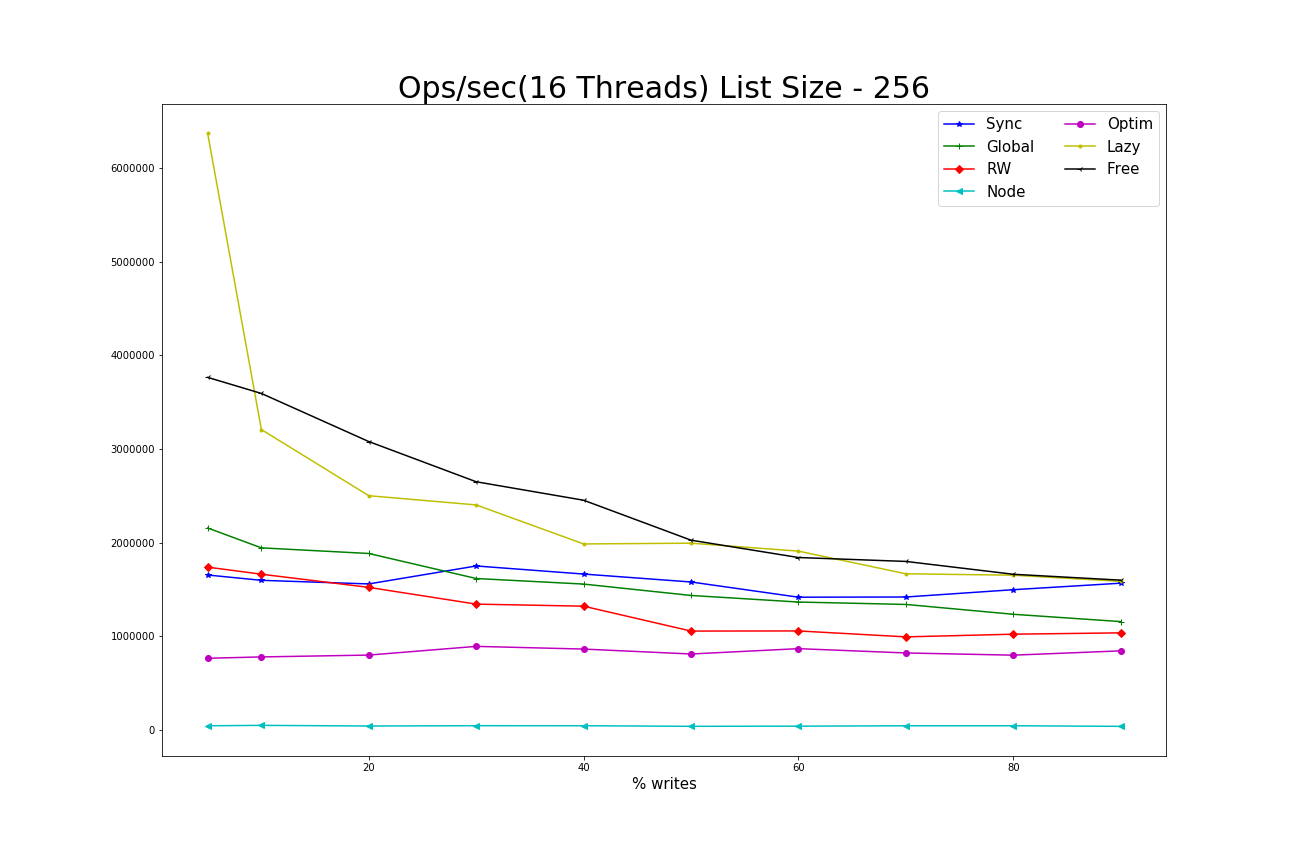 Ops/sec(16 Threads) List Size - 256
Sync
Global
RW
Node
Optim
Lazy
Free
6000000
5000000
4000000
3000000
2000000
1000000
0
20
40
60
80
% writes